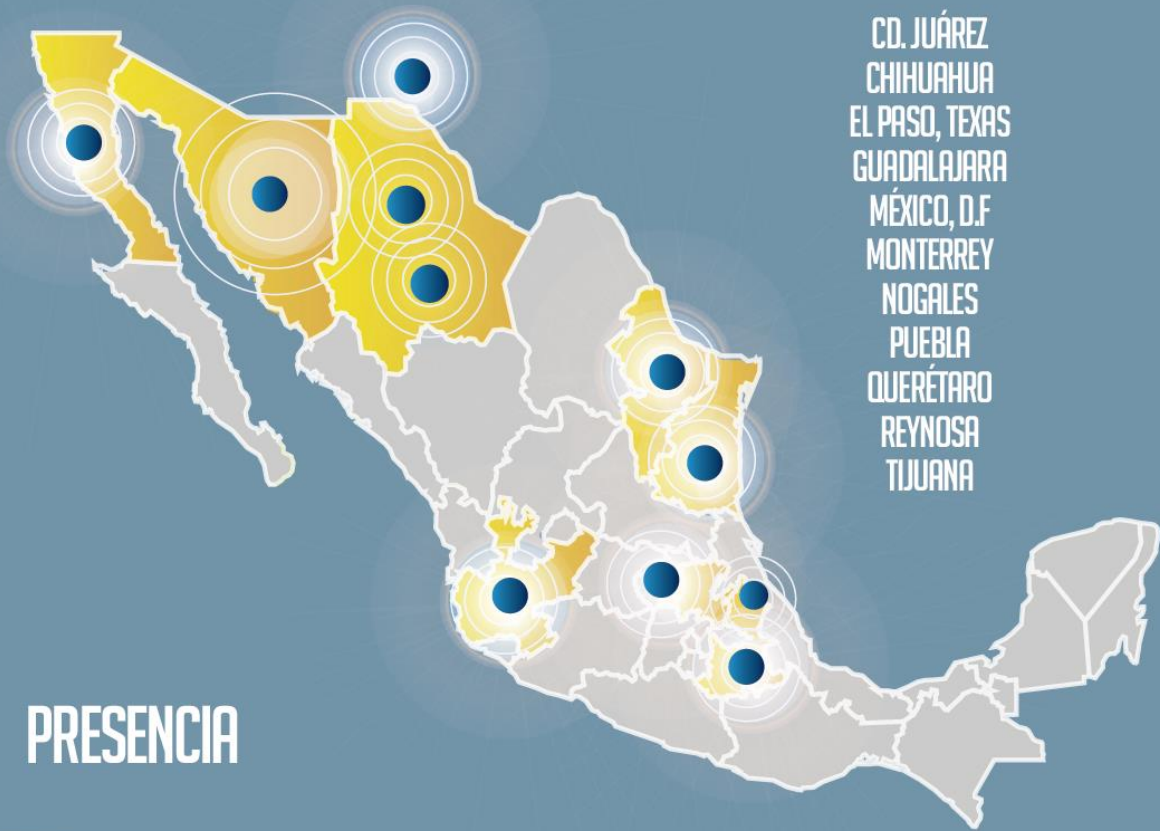 CD. JUÁREZ
CHIHUAHUA
EL PASO, TEXAS
GUADALAJARA
MÉXICO, D.F
MONTERREY
NOGALES
PUEBLA
QUERÉTARO
REYNOSA
TIJUANA
PRESENCIA